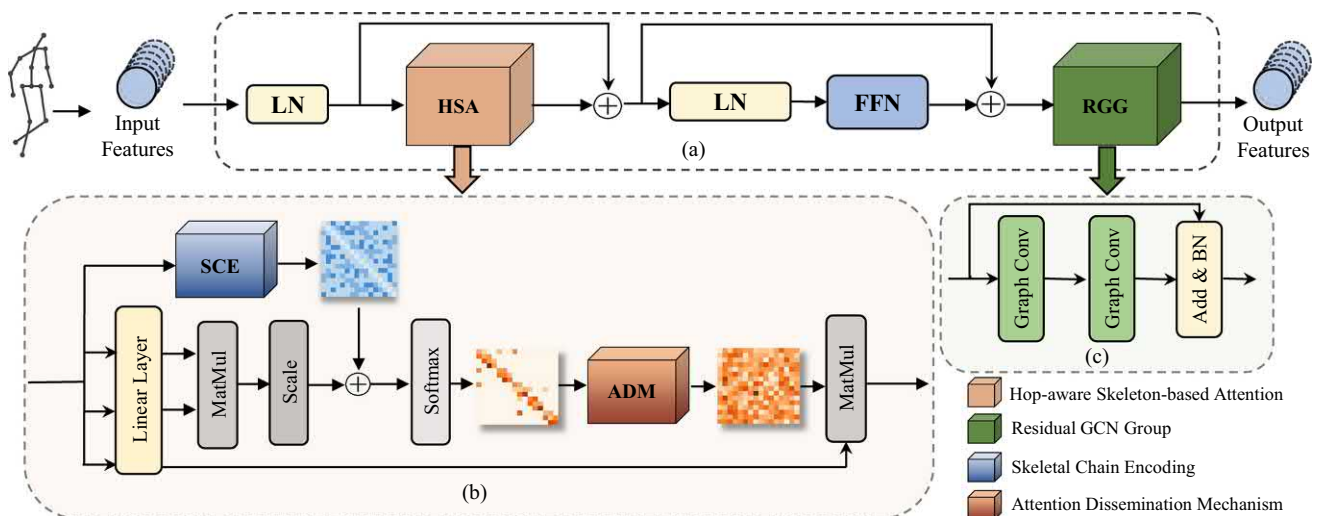 Input
Features
LN
HSA
LN
FFN
RGG
Output
Features
(a)
SCE
Linear Layer
MatMul
Scale
Softmax
ADM
MatMul
(b)
Graph Conv
Graph Conv
Add & BN
(c)
Hop-aware Skeleton-based Attention
Residual GCN Group
Skeletal Chain Encoding
Attention Dissemination Mechanism